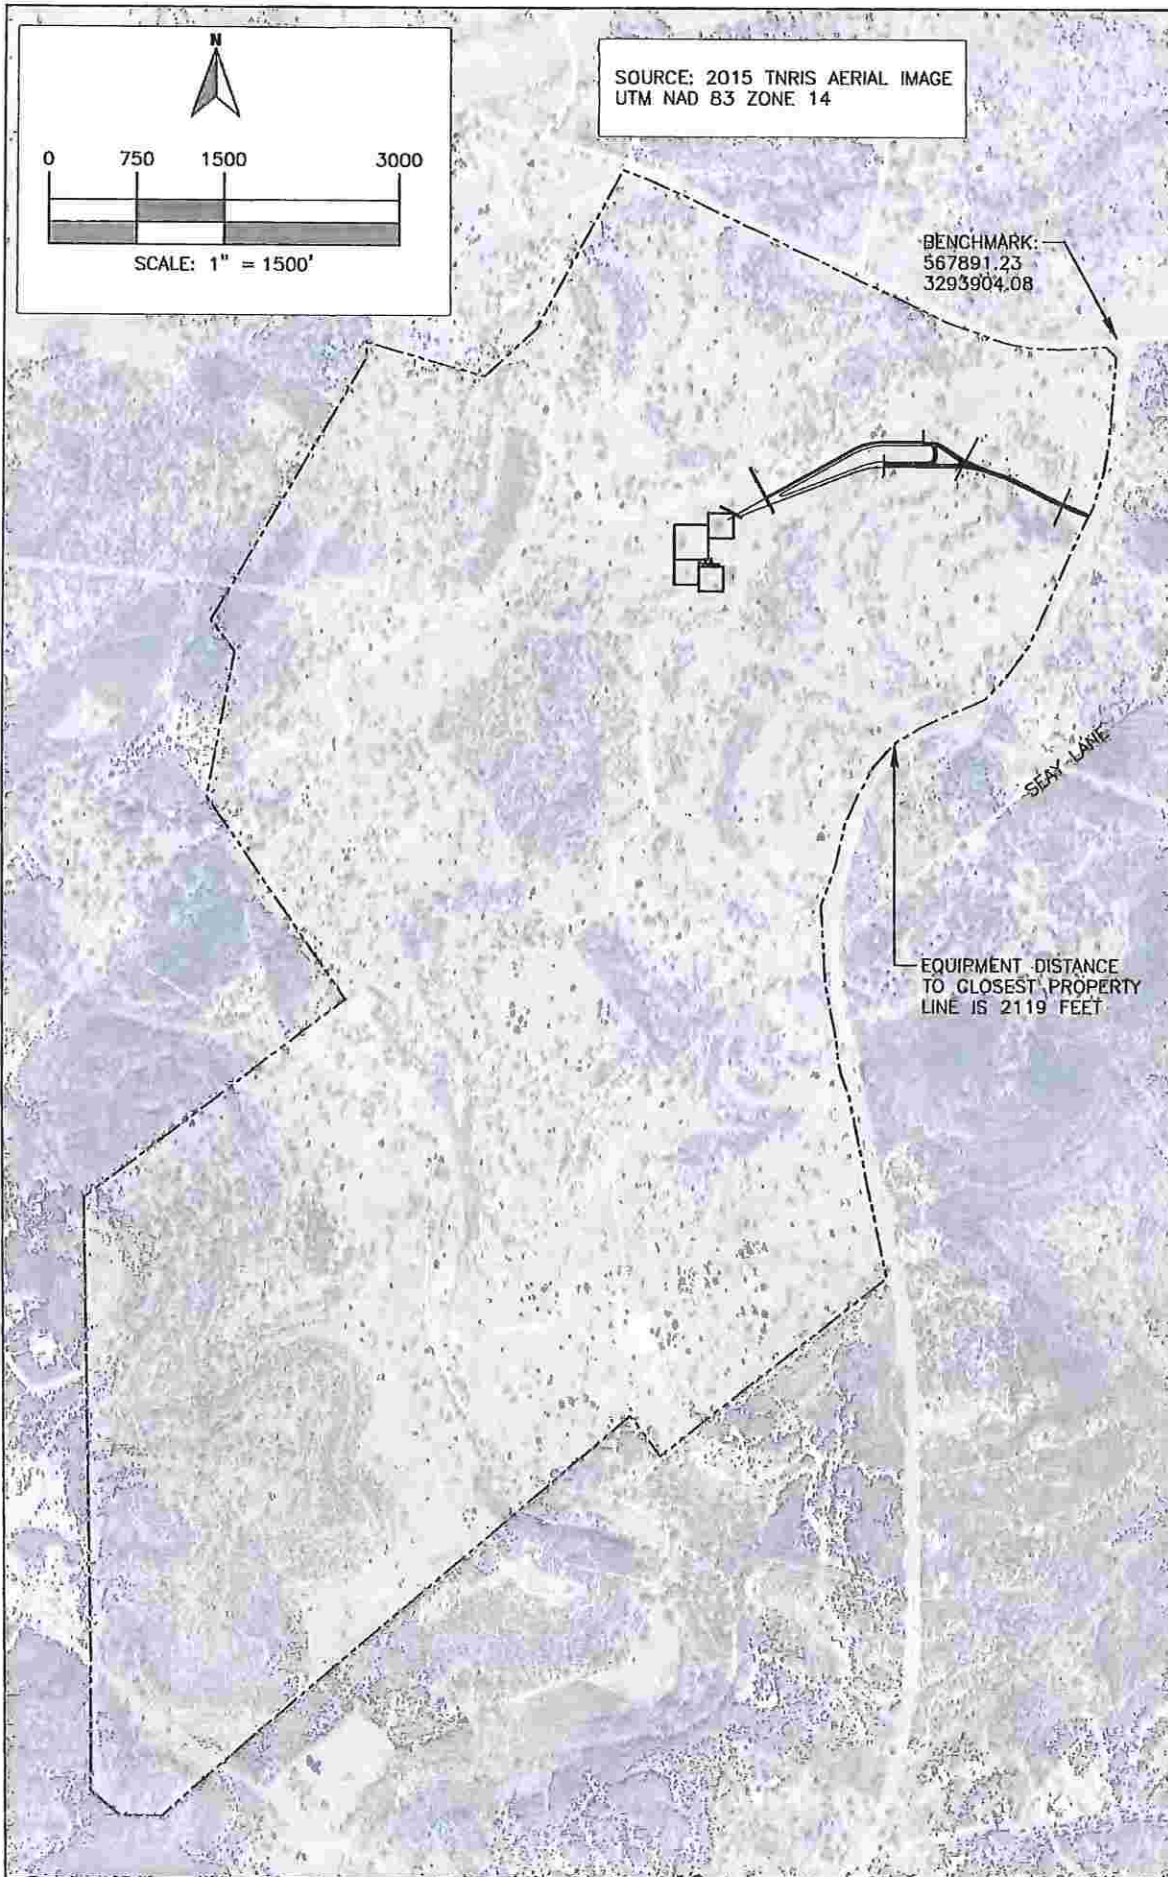 N
SOURCE: 2015 TNRIS AERIAL IMAGE
UTM NAD 83 ZONE 14
0 750 1500 3000
SCALE: 1" = 1500'
BENCHMARK:
567891.23
3293904.08
SEAY LANE
EQUIPMENT DISTANCE
TO CLOSEST PROPERTY
LINE IS 2119 FEET